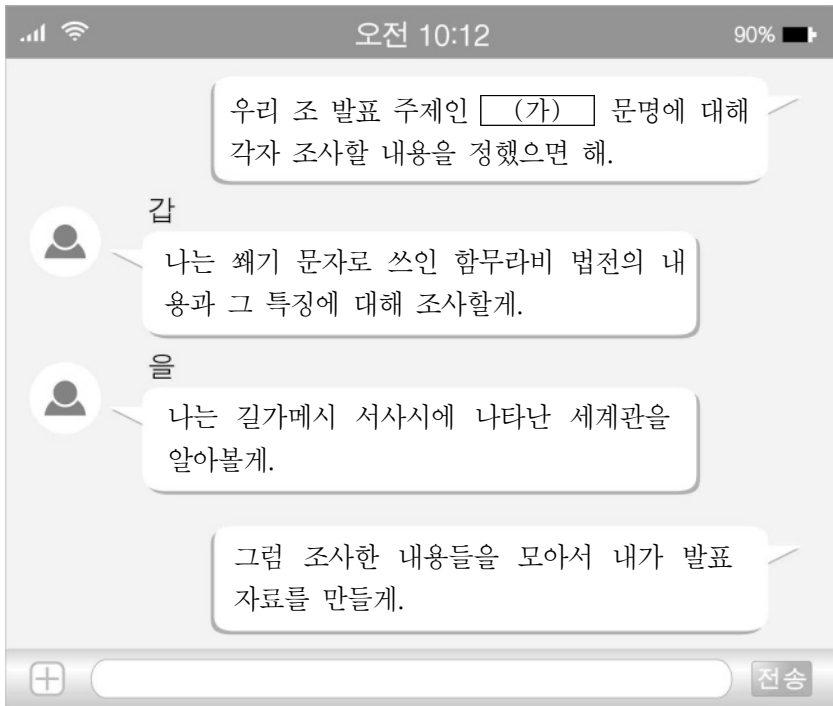 오전 10:12
90%
우리 조 발표 주제인 (가) 문명에 대해
각자 조사할 내용을 정했으면 해.
갑
나는 쐐기 문자로 쓰인 함무라비 법전의 내
용과 그 특징에 대해 조사할게.
을
나는 길가메시 서사시에 나타난 세계관을
알아볼게.
그럼 조사한 내용들을 모아서 내가 발표
자료를 만들게.
전송